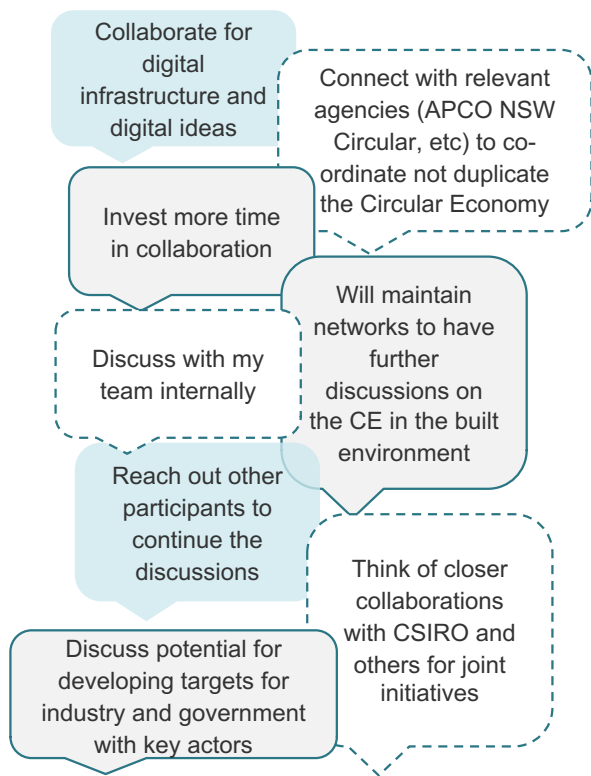 Collaborate for
digital
infrastructure and
digital ideas
Connect with relevant
agencies (APCO NSW
Circular, etc) to co-
ordinate not duplicate
the Circular Economy
Invest more time
in collaboration
Will maintain
networks to have
further
discussions on
the CE in the built
environment
Discuss with my
team internally
Reach out other
participants to
continue the
discussions
Think of closer
collaborations
with CSIRO and
others for joint
initiatives
Discuss potential for
developing targets for
industry and government
with key actors